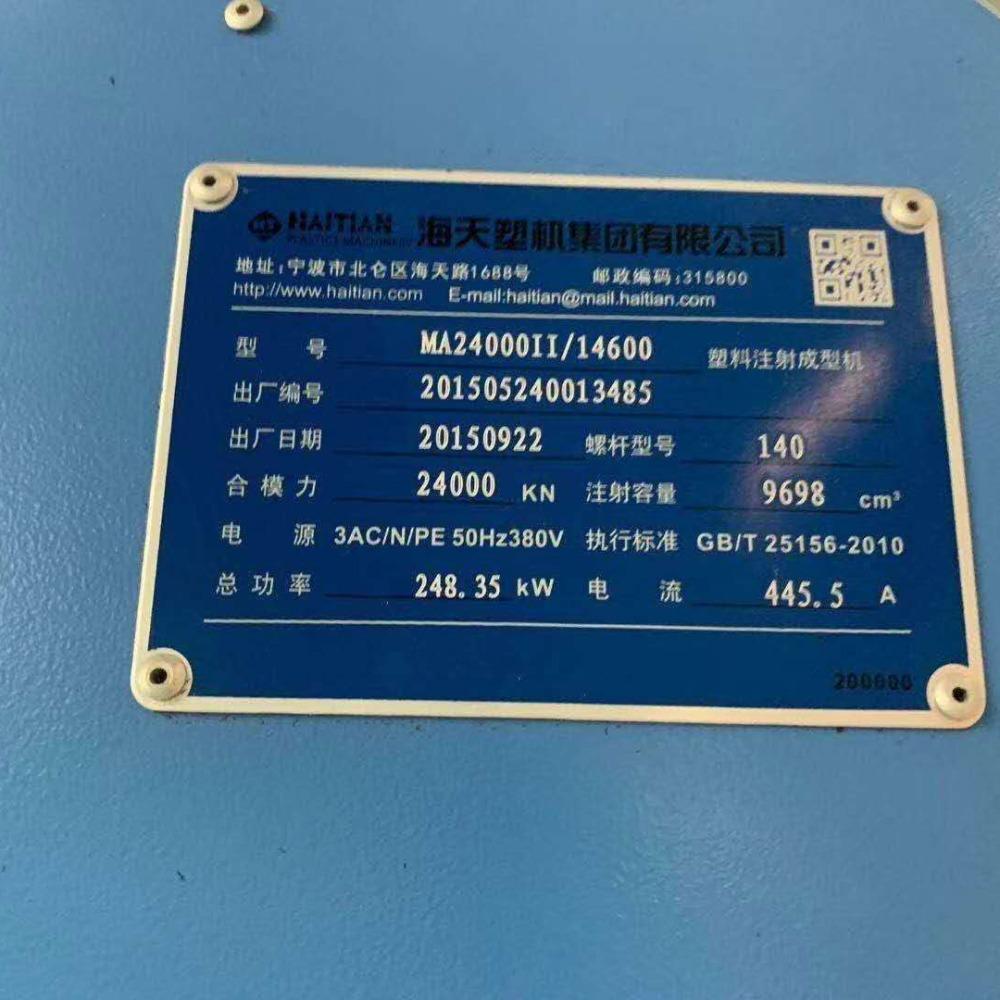 HAITIAN 海天塑机集团有限公司
PLASTICS MACHINERY
地址:宁波市北仑区海天路1688号 邮政编码:315800
http://www.haitian.com E-mail:haitian@mail.haitian.com
型 号 MA24000II/14600 塑料注射成型机
出厂编号 201505240013485
出厂日期 20150922 螺杆型号 140
合模力 24000 KN 注射容量 9698 cm³
电 源 3AC/N/PE 50Hz380V 执行标准 GB/T 25156-2010
总功率 248.35 kW 电 流 445.5 A
200000